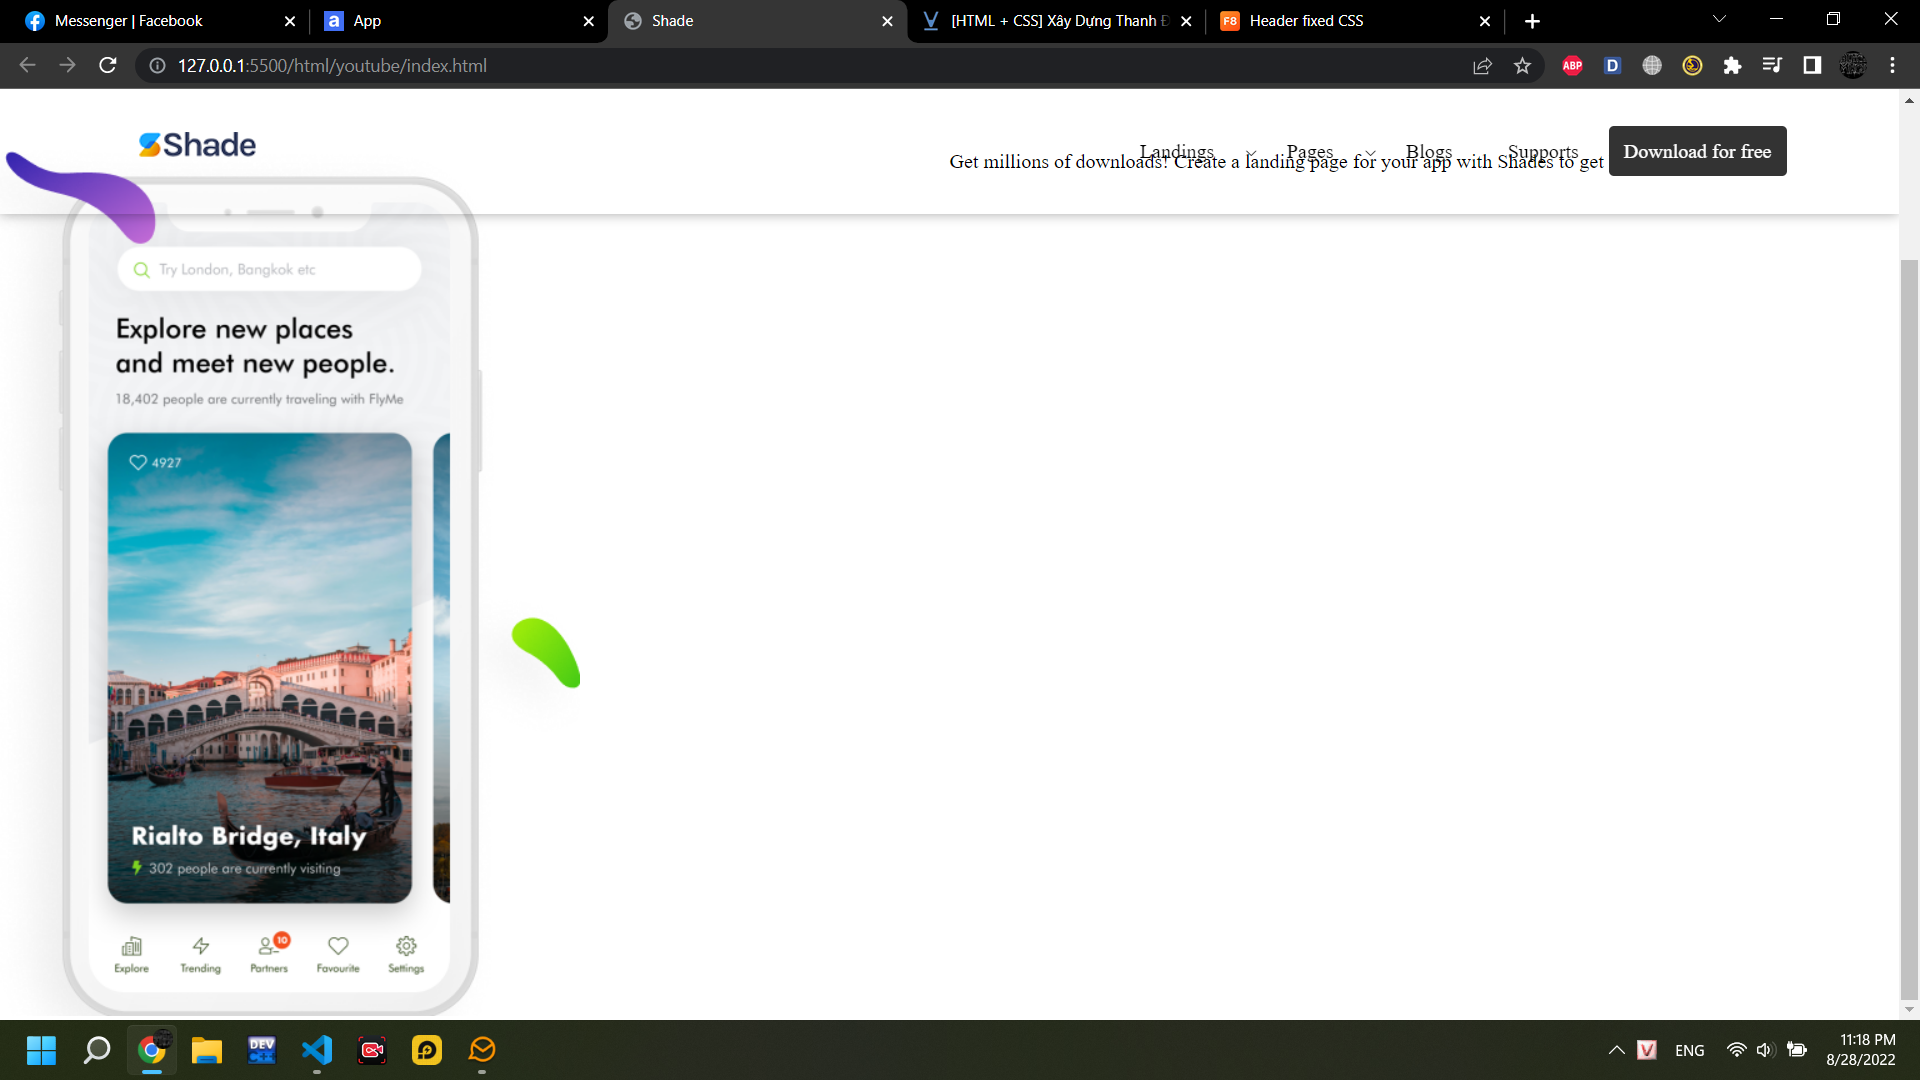 Messenger | Facebook
App
Shade
[HTML + CSS] Xây Dựng Thanh Đ
Header fixed CSS
127.0.0.1:5500/html/youtube/index.html
ABP
D
Shade
Landings
Pages
Blogs
Supports
Download for free
Get millions of downloads! Create a landing page for your app with Shades to get
Try London, Bangkok etc
Explore new places
and meet new people.
18,402 people are currently traveling with FlyMe
4927
Rialto Bridge, Italy
302 people are currently visiting
10
Explore
Trending
Partners
Favourite
Settings
DEV
C++
V
ENG
11:18 PM
8/28/2022